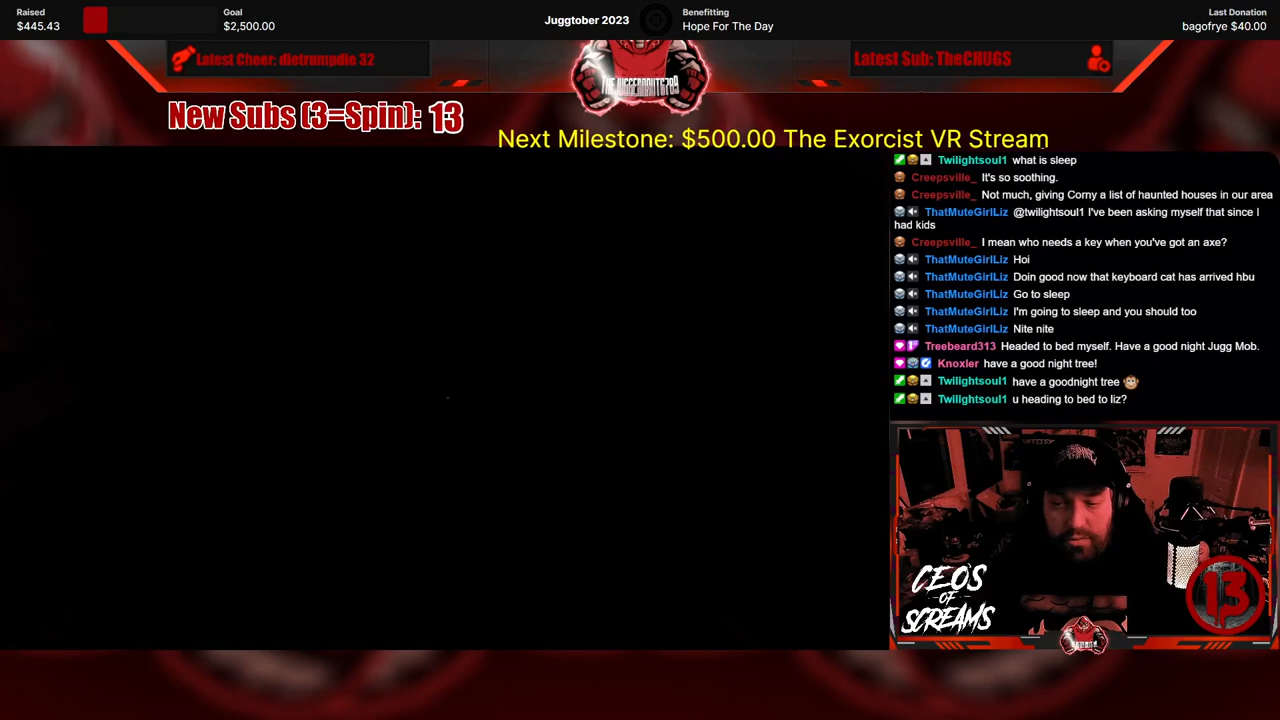 Raised
$445.43
Goal
$2,500.00
Juggtober 2023
Benefitting
Hope For The Day
Last Donation
bagofrye $40.00
Latest Cheer: dietrumpdie 32
THEJUGGERNAUT6789
Latest Sub: TheCHUGS
New Subs (3=Spin): 13
Next Milestone: $500.00 The Exorcist VR Stream
Twilightsoul1 what is sleep
Creepsville_ It's so soothing.
Creepsville_ Not much, giving Corny a list of haunted houses in our area
ThatMuteGirlLiz @twilightsoul1 I've been asking myself that since I
had kids
Creepsville_ I mean who needs a key when you've got an axe?
ThatMuteGirlLiz Hoi
ThatMuteGirlLiz Doin good now that keyboard cat has arrived hbu
ThatMuteGirlLiz Go to sleep
ThatMuteGirlLiz I'm going to sleep and you should too
ThatMuteGirlLiz Nite nite
Treebeard313 Headed to bed myself. Have a good night Jugg Mob.
Knoxler have a good night tree!
Twilightsoul1 have a goodnight tree
Twilightsoul1 u heading to bed to liz?
CEOS
OF
SCREAMS
13